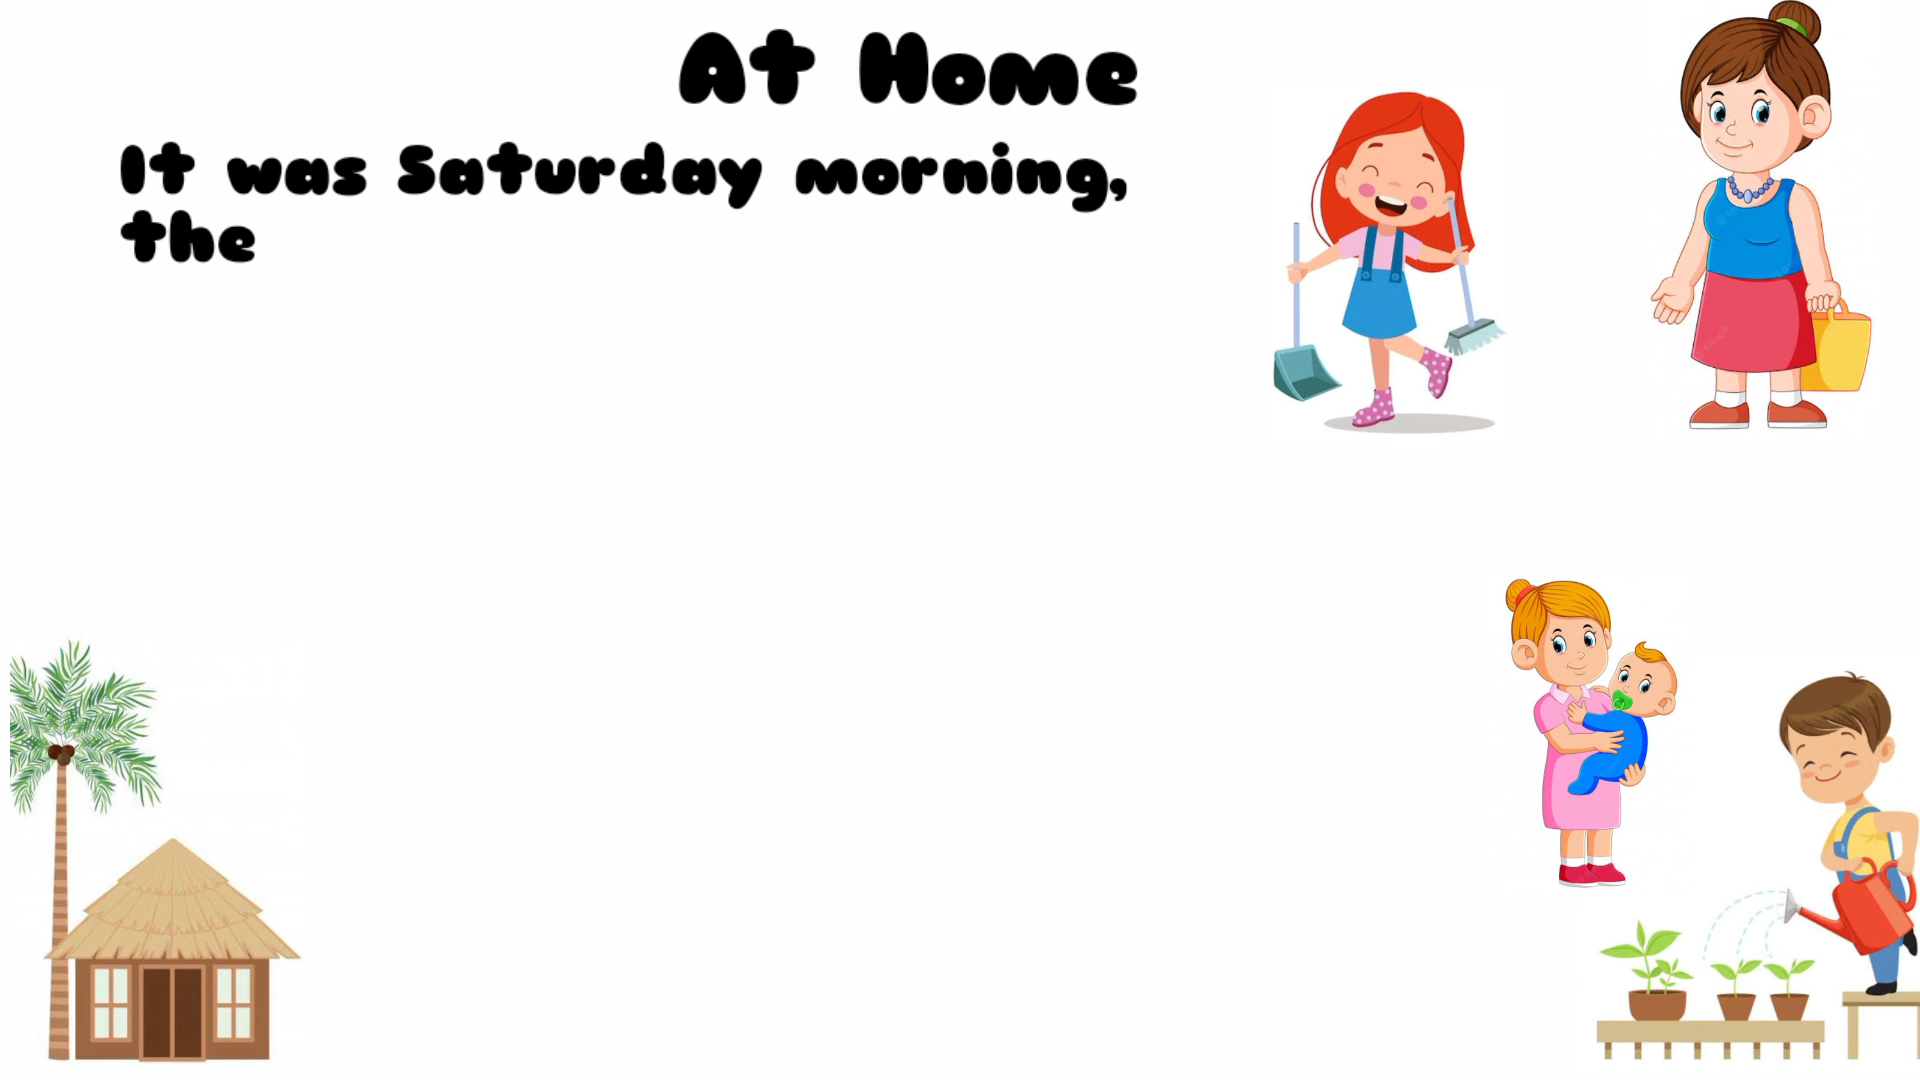 At Home
It was Saturday morning,
the